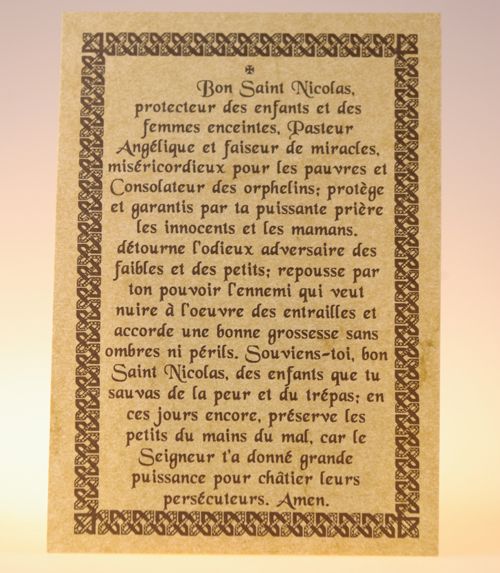 ✠
Bon Saint Nicolas,
protecteur des enfants et des
femmes enceintes, Pasteur
Angélique et faiseur de miracles,
miséricordieux pour les pauvres et
Consolateur des orphelins; protège
et garantis par ta puissante prière
les innocents et les mamans.
détourne l'odieux adversaire des
faibles et des petits; repousse par
ton pouvoir l'ennemi qui veut
nuire à l'oeuvre des entrailles et
accorde une bonne grossesse sans
ombres ni périls. Souviens-toi, bon
Saint Nicolas, des enfants que tu
sauvas de la peur et du trépas; en
ces jours encore, préserve les
petits du mains du mal, car le
Seigneur t'a donné grande
puissance pour châtier leurs
persécuteurs. Amen.